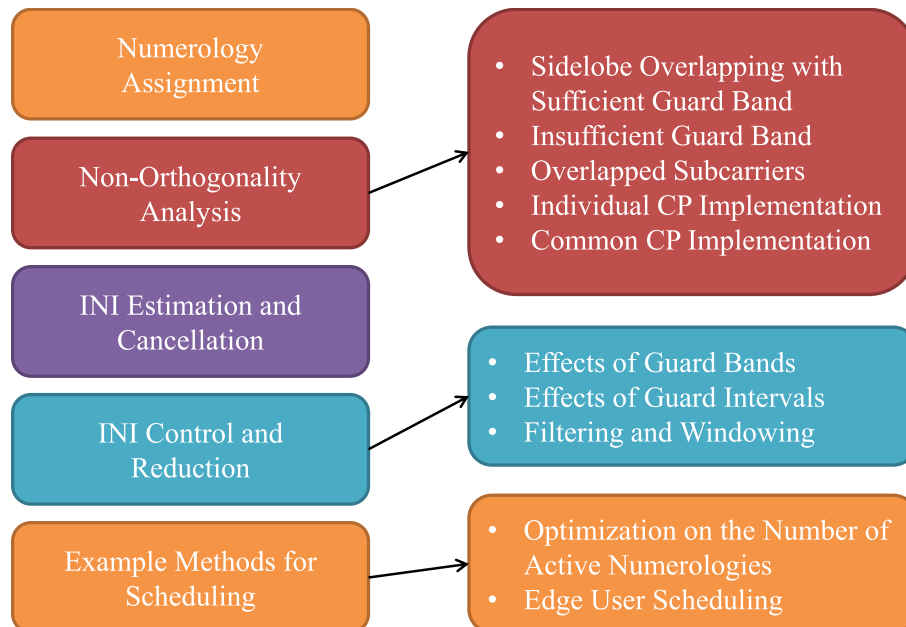 Numerology
Assignment
Non-Orthogonality
Analysis
INI Estimation and
Cancellation
INI Control and
Reduction
Example Methods for
Scheduling
• Sidelobe Overlapping with
Sufficient Guard Band
• Insufficient Guard Band
• Overlapped Subcarriers
• Individual CP Implementation
• Common CP Implementation
• Effects of Guard Bands
• Effects of Guard Intervals
• Filtering and Windowing
• Optimization on the Number of
Active Numerologies
• Edge User Scheduling